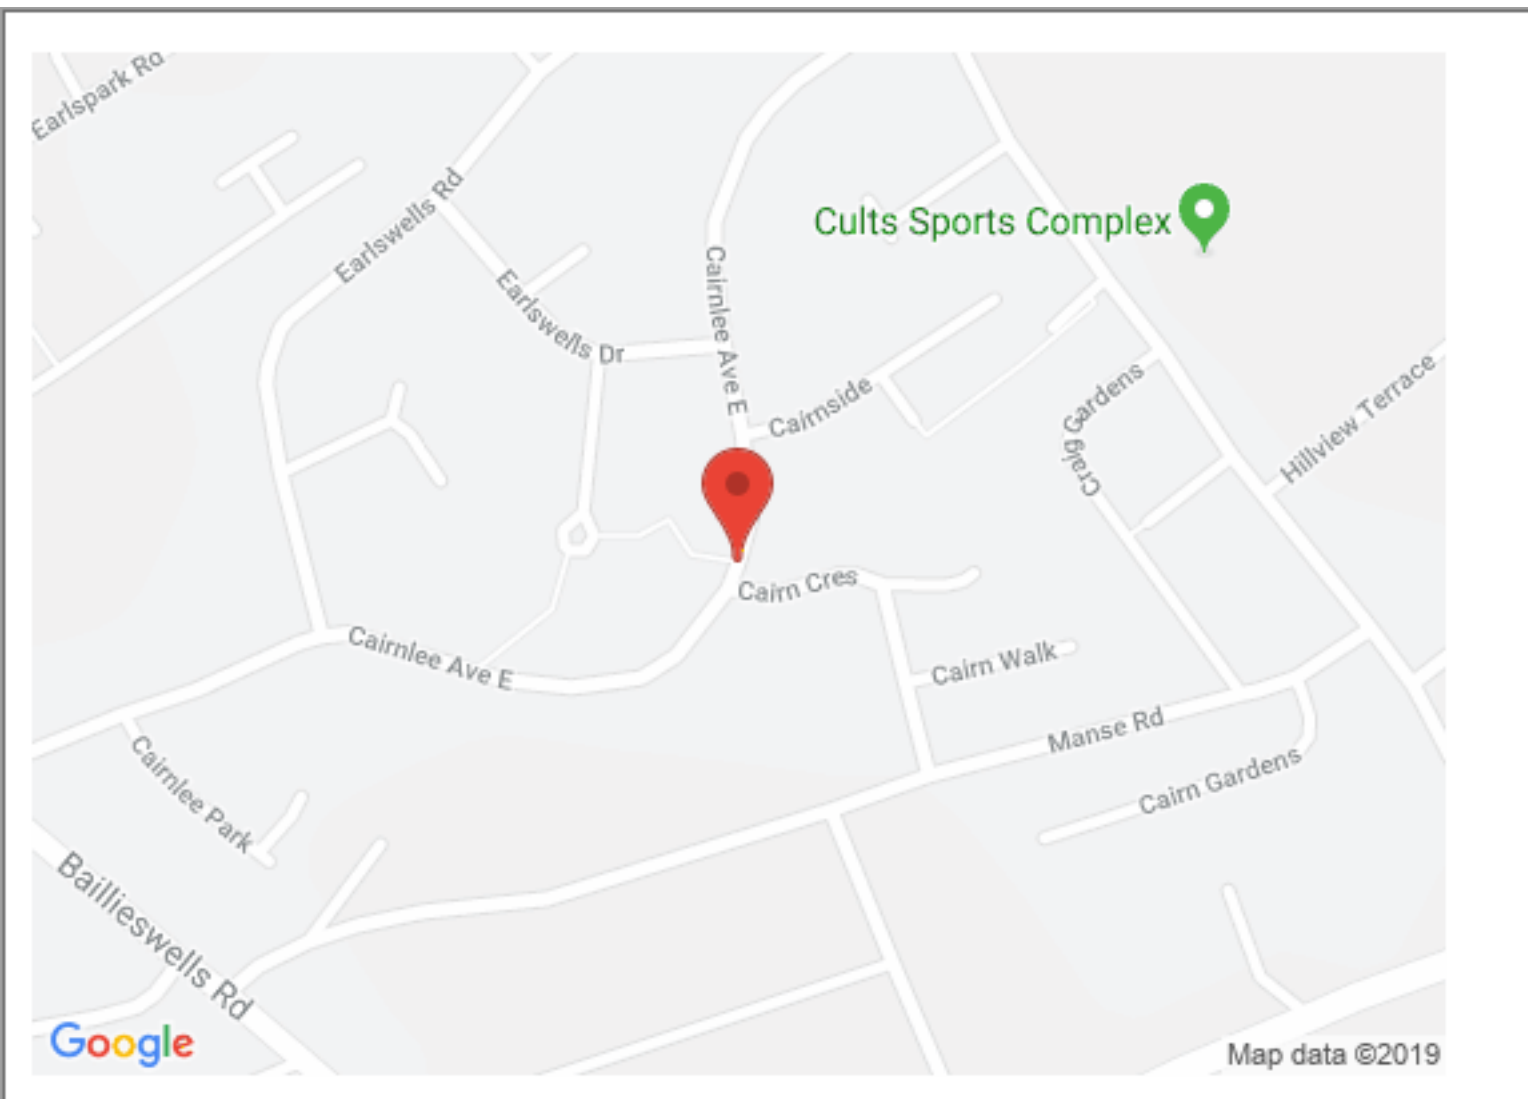 Earlspark Rd
Earlswells Rd
Cults Sports Complex
Earlswells Dr
Cairnlee Ave E
Cairnside
Craig Gardens
Hillview Terrace
Cairn Cres
Cairnlee Ave E
Cairn Walk
Manse Rd
Cairn Gardens
Cairnlee Park
Baillieswells Rd
Google
Map data ©2019